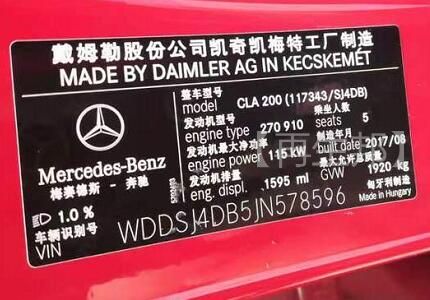 戴姆勒股份公司凯奇凯梅特工厂制造
MADE BY DAIMLER AG IN KECSKEMÉT
Mercedes-Benz
梅赛德斯 - 奔驰
1.0 %
车辆识别号
VIN
WDDSJ4DB5JN578596
整车型号 乘坐人数
model CLA 200 (117343/SJ4DB)
发动机型号 seats 5
engine type 270 910 制造年月
发动机最大净功率 built date 2017/08
engine power 115 kW 最大允许总质量
发动机排量 GVW 1920 kg
eng. displ. 1595 ml 匈牙利制造
Made in Hungary